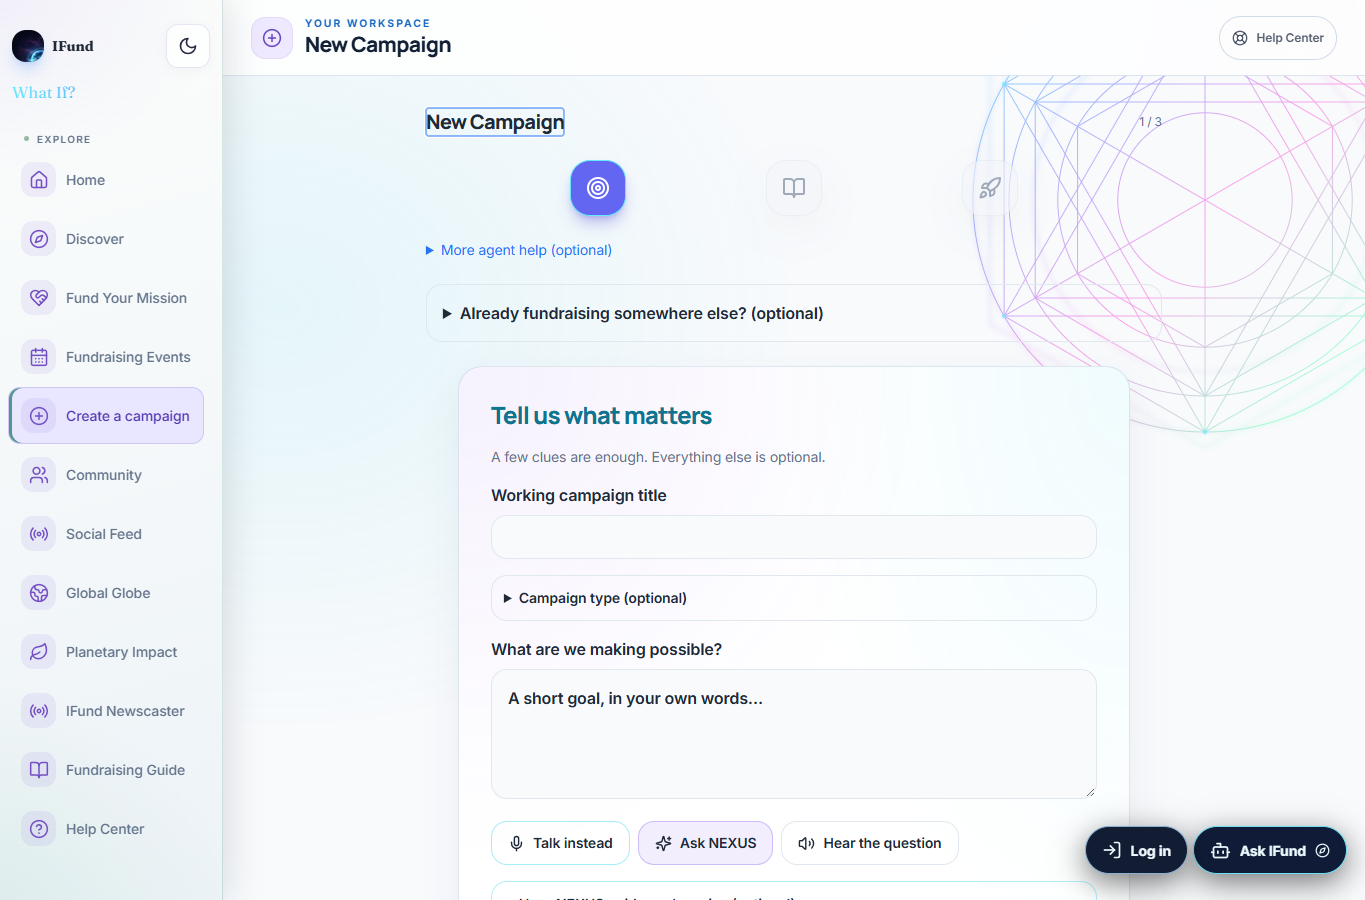 IFund
What If?
EXPLORE
Home
Discover
Fund Your Mission
Fundraising Events
Create a campaign
Community
Social Feed
Global Globe
Planetary Impact
IFund Newscaster
Fundraising Guide
Help Center
YOUR WORKSPACE
New Campaign
Help Center
New Campaign
1 / 3
More agent help (optional)
Already fundraising somewhere else? (optional)
Tell us what matters
A few clues are enough. Everything else is optional.
Working campaign title
Campaign type (optional)
What are we making possible?
A short goal, in your own words...
Talk instead
Ask NEXUS
Hear the question
Log in
Ask IFund